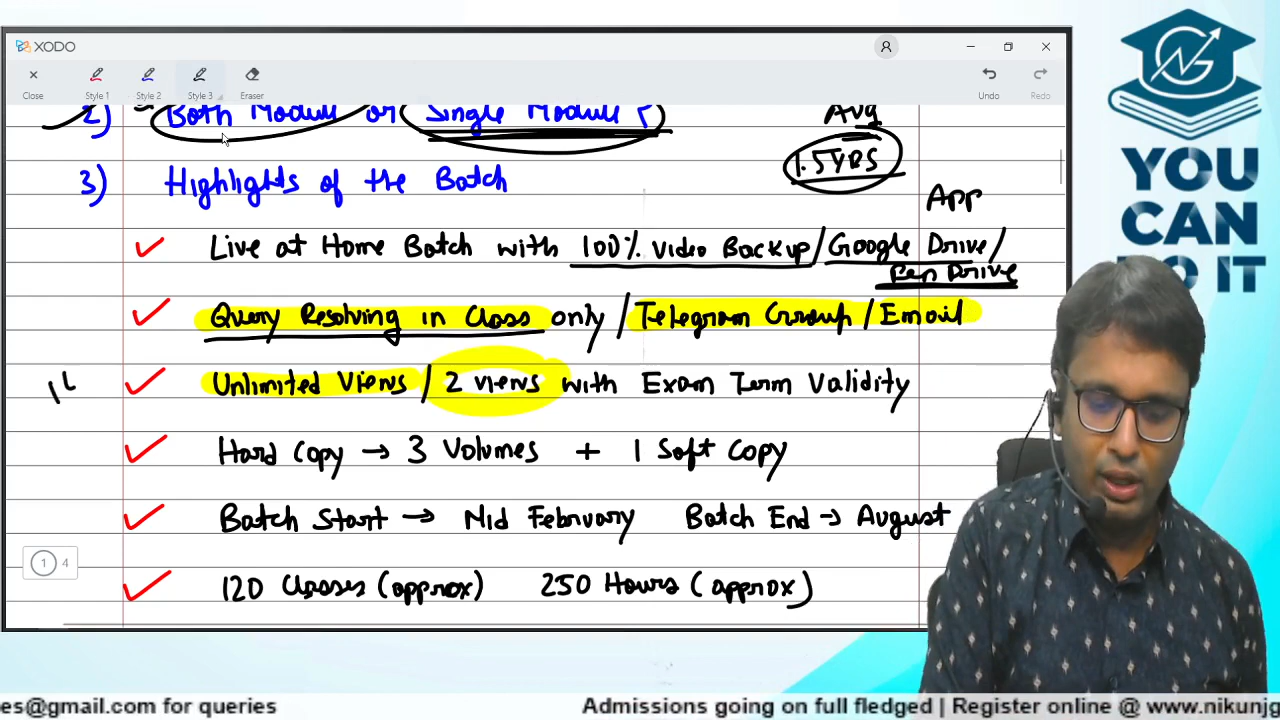 XODO
Close
Style 1
Style 2
Style 3
Eraser
Undo
Redo
2) Both Module or Single Module ?
Avg
1.5 YRS
3) Highlights of the Batch
App
Live at Home Batch with 100% Video Backup/Google Drive/
Pen Drive
Query Resolving in Class only / Telegram Group / Email
Unlimited Views / 2 views with Exam Term Validity
Hard Copy → 3 Volumes + 1 Soft Copy
Batch Start → Mid February Batch End → August
1 4
120 Classes (approx) 250 Hours (approx)
YOU
CAN
DO IT
es@gmail.com for queries
Admissions going on full fledged | Register online @ www.nikunjg